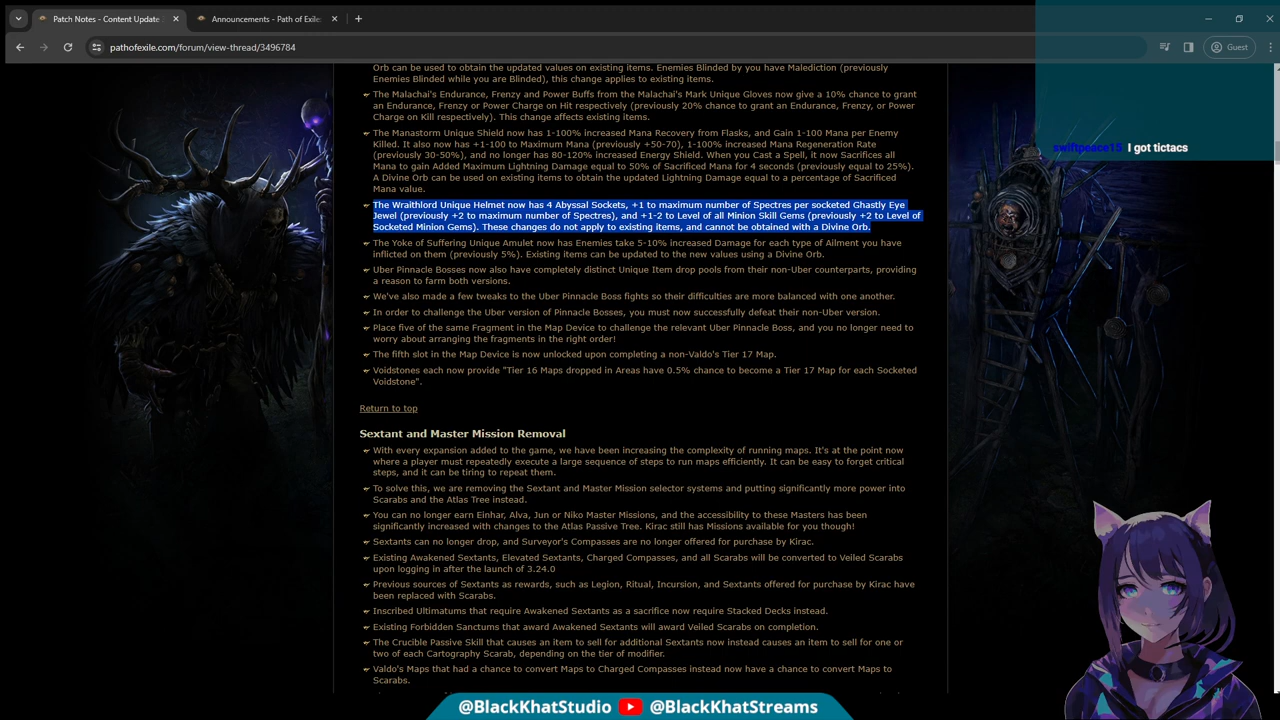 Patch Notes - Content Update
Announcements - Path of Exile:
pathofexile.com/forum/view-thread/3496784
Guest
Orb can be used to obtain the updated values on existing items. Enemies Blinded by you have Malediction (previously
Enemies Blinded while you are Blinded), this change applies to existing items.
The Malachai's Endurance, Frenzy and Power Buffs from the Malachai's Mark Unique Gloves now give a 10% chance to grant
an Endurance, Frenzy or Power Charge on Hit respectively (previously 20% chance to grant an Endurance, Frenzy, or Power
Charge on Kill respectively). This change affects existing items.
The Manastorm Unique Shield now has 1-100% increased Mana Recovery from Flasks, and Gain 1-100 Mana per Enemy
Killed. It also now has +1-100 to Maximum Mana (previously +50-70), 1-100% increased Mana Regeneration Rate
(previously 30-50%), and no longer has 80-120% increased Energy Shield. When you Cast a Spell, it now Sacrifices all
Mana to gain Added Maximum Lightning Damage equal to 50% of Sacrificed Mana for 4 seconds (previously equal to 25%).
A Divine Orb can be used on existing items to obtain the updated Lightning Damage equal to a percentage of Sacrificed
Mana value.
The Wraithlord Unique Helmet now has 4 Abyssal Sockets, +1 to maximum number of Spectres per socketed Ghastly Eye
Jewel (previously +2 to maximum number of Spectres), and +1-2 to Level of all Minion Skill Gems (previously +2 to Level of
Socketed Minion Gems). These changes do not apply to existing items, and cannot be obtained with a Divine Orb.
The Yoke of Suffering Unique Amulet now has Enemies take 5-10% increased Damage for each type of Ailment you have
inflicted on them (previously 5%). Existing items can be updated to the new values using a Divine Orb.
Uber Pinnacle Bosses now also have completely distinct Unique Item drop pools from their non-Uber counterparts, providing
a reason to farm both versions.
We've also made a few tweaks to the Uber Pinnacle Boss fights so their difficulties are more balanced with one another.
In order to challenge the Uber version of Pinnacle Bosses, you must now successfully defeat their non-Uber version.
Place five of the same Fragment in the Map Device to challenge the relevant Uber Pinnacle Boss, and you no longer need to
worry about arranging the fragments in the right order!
The fifth slot in the Map Device is now unlocked upon completing a non-Valdo's Tier 17 Map.
Voidstones each now provide "Tier 16 Maps dropped in Areas have 0.5% chance to become a Tier 17 Map for each Socketed
Voidstone".
Return to top
Sextant and Master Mission Removal
With every expansion added to the game, we have been increasing the complexity of running maps. It's at the point now
where a player must repeatedly execute a large sequence of steps to run maps efficiently. It can be easy to forget critical
steps, and it can be tiring to repeat them.
To solve this, we are removing the Sextant and Master Mission selector systems and putting significantly more power into
Scarabs and the Atlas Tree instead.
You can no longer earn Einhar, Alva, Jun or Niko Master Missions, and the accessibility to these Masters has been
significantly increased with changes to the Atlas Passive Tree. Kirac still has Missions available for you though!
Sextants can no longer drop, and Surveyor's Compasses are no longer offered for purchase by Kirac.
Existing Awakened Sextants, Elevated Sextants, Charged Compasses, and all Scarabs will be converted to Veiled Scarabs
upon logging in after the launch of 3.24.0
Previous sources of Sextants as rewards, such as Legion, Ritual, Incursion, and Sextants offered for purchase by Kirac have
been replaced with Scarabs.
Inscribed Ultimatums that require Awakened Sextants as a sacrifice now require Stacked Decks instead.
Existing Forbidden Sanctums that award Awakened Sextants will award Veiled Scarabs on completion.
The Crucible Passive Skill that causes an item to sell for additional Sextants now instead causes an item to sell for one or
two of each Cartography Scarab, depending on the tier of modifier.
Valdo's Maps that had a chance to convert Maps to Charged Compasses instead now have a chance to convert Maps to
Scarabs.
swiftpeace15 I got tictacs
@BlackKhatStudio @BlackKhatStreams